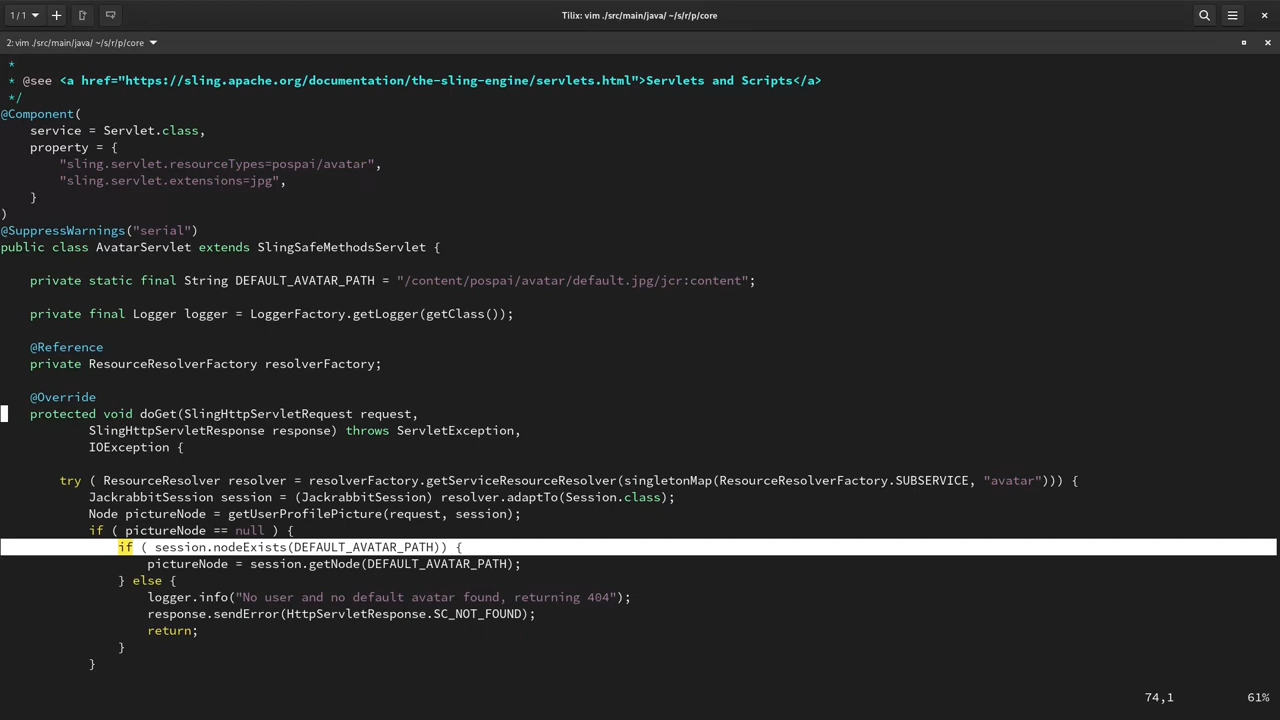 1/1
Tilix: vim ./src/main/java/ ~/s/r/p/core
2: vim ./src/main/java/ ~/s/r/p/core
*
* @see <a href="https://sling.apache.org/documentation/the-sling-engine/servlets.html">Servlets and Scripts</a>
*/
@Component(
    service = Servlet.class,
    property = {
        "sling.servlet.resourceTypes=pospai/avatar",
        "sling.servlet.extensions=jpg",
    }
)
@SuppressWarnings("serial")
public class AvatarServlet extends SlingSafeMethodsServlet {
    private static final String DEFAULT_AVATAR_PATH = "/content/pospai/avatar/default.jpg/jcr:content";
    private final Logger logger = LoggerFactory.getLogger(getClass());
    @Reference
    private ResourceResolverFactory resolverFactory;
    @Override
    protected void doGet(SlingHttpServletRequest request,
            SlingHttpServletResponse response) throws ServletException,
            IOException {
        try ( ResourceResolver resolver = resolverFactory.getServiceResourceResolver(singletonMap(ResourceResolverFactory.SUBSERVICE, "avatar"))) {
            JackrabbitSession session = (JackrabbitSession) resolver.adaptTo(Session.class);
            Node pictureNode = getUserProfilePicture(request, session);
            if ( pictureNode == null ) {
                if ( session.nodeExists(DEFAULT_AVATAR_PATH)) {
                    pictureNode = session.getNode(DEFAULT_AVATAR_PATH);
                } else {
                    logger.info("No user and no default avatar found, returning 404");
                    response.sendError(HttpServletResponse.SC_NOT_FOUND);
                    return;
                }
            }
74,1 61%